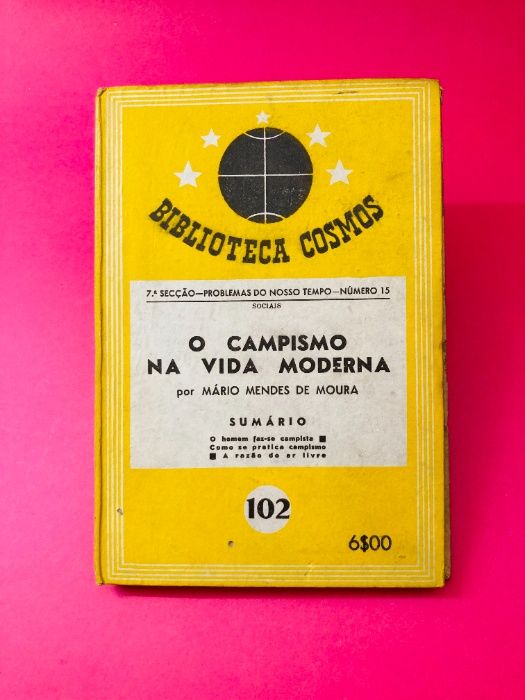 BIBLIOTECA COSMOS
7.ª SECÇÃO—PROBLEMAS DO NOSSO TEMPO—NÚMERO 15
SOCIAIS
O CAMPISMO
NA VIDA MODERNA
por MÁRIO MENDES DE MOURA
SUMÁRIO
O homem faz-se campista ■
Como se pratica campismo
■ A razão do ar livre
102
6$00